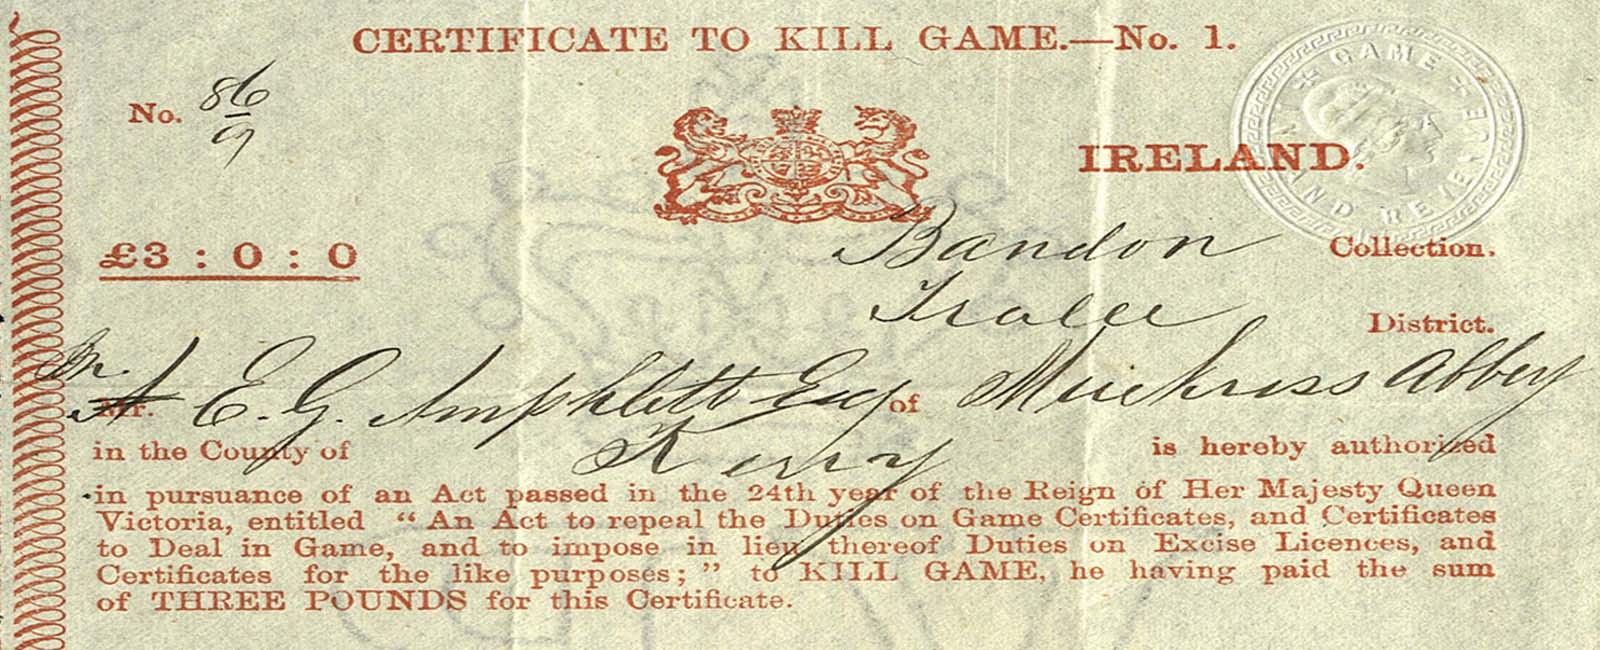 CERTIFICATE TO KILL GAME.—No. 1.
GAME
INLAND REVENUE
No. 86/9
IRELAND.
Bandon Collection.
£3 : 0 : 0
Tralee District.
Mr. E. G. Amphlett Esq of Muckross Abbey
in the County of Kerry is hereby authorized
in pursuance of an Act passed in the 24th year of the Reign of Her Majesty Queen
Victoria, entitled “ An Act to repeal the Duties on Game Certificates, and Certificates
to Deal in Game, and to impose in lieu thereof Duties on Excise Licences, and
Certificates for the like purposes ; ” to KILL GAME, he having paid the sum
of THREE POUNDS for this Certificate.